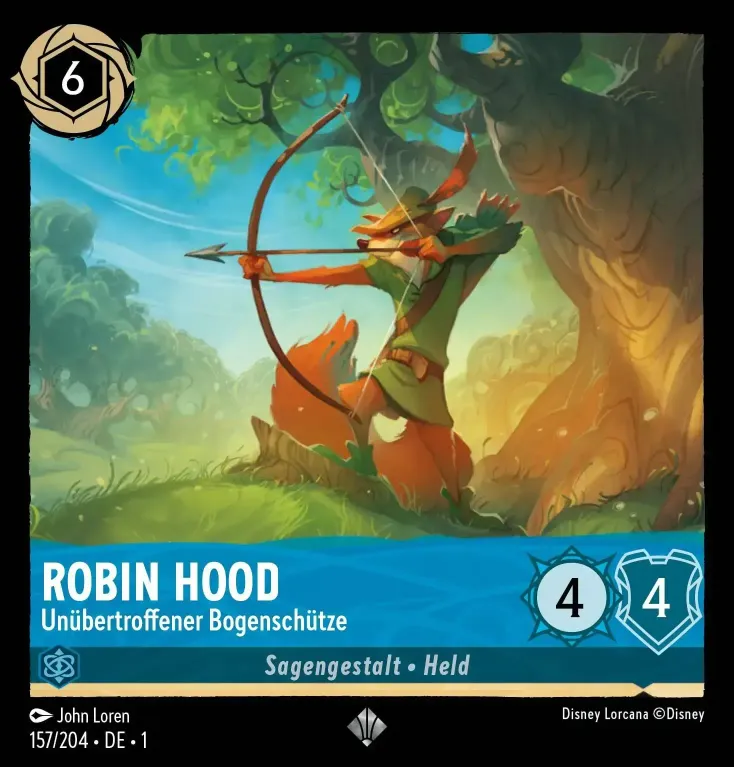 6
ROBIN HOOD
Unübertroffener Bogenschütze
4
4
Sagengestalt • Held
John Loren
Disney Lorcana ©Disney
157/204 • DE • 1